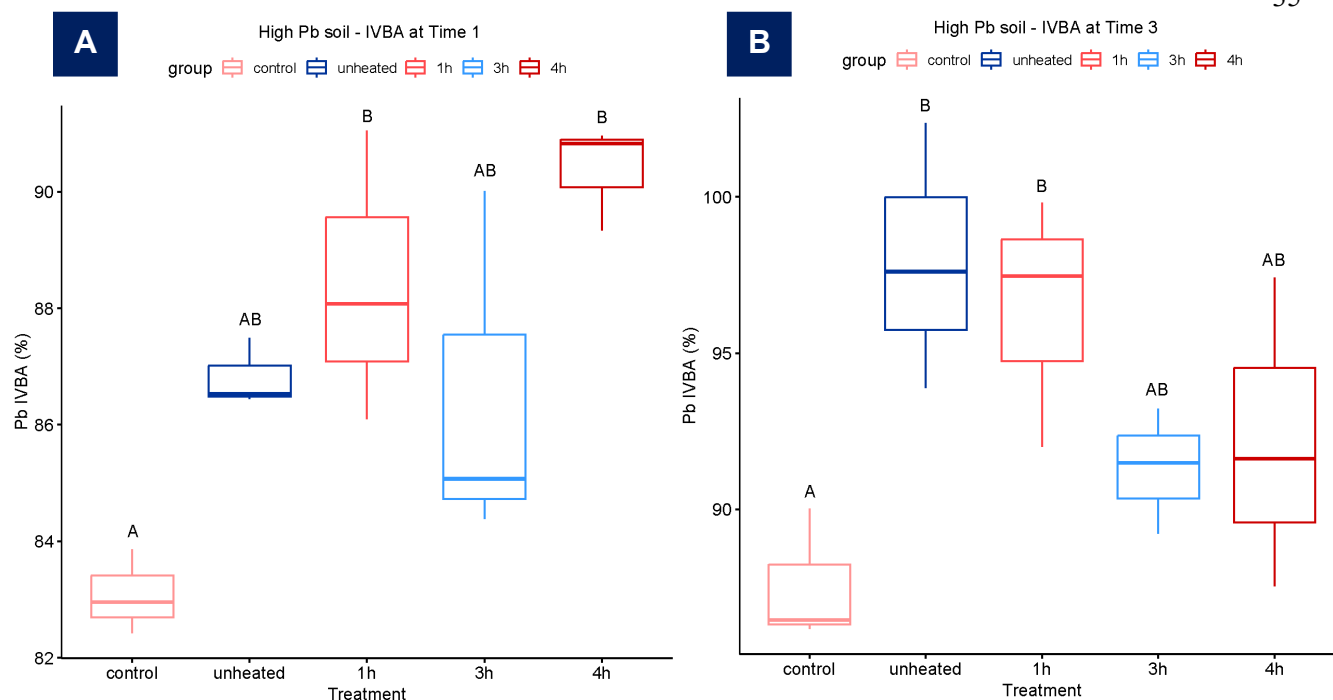 A
High Pb soil - IVBA at Time 1
group control unheated 1h 3h 4h
B
B
AB
AB
A
90
88
86
84
82
Pb IVBA (%)
control unheated 1h 3h 4h
Treatment
B
High Pb soil - IVBA at Time 3
group control unheated 1h 3h 4h
B
B
AB
AB
A
100
95
90
Pb IVBA (%)
control unheated 1h 3h 4h
Treatment